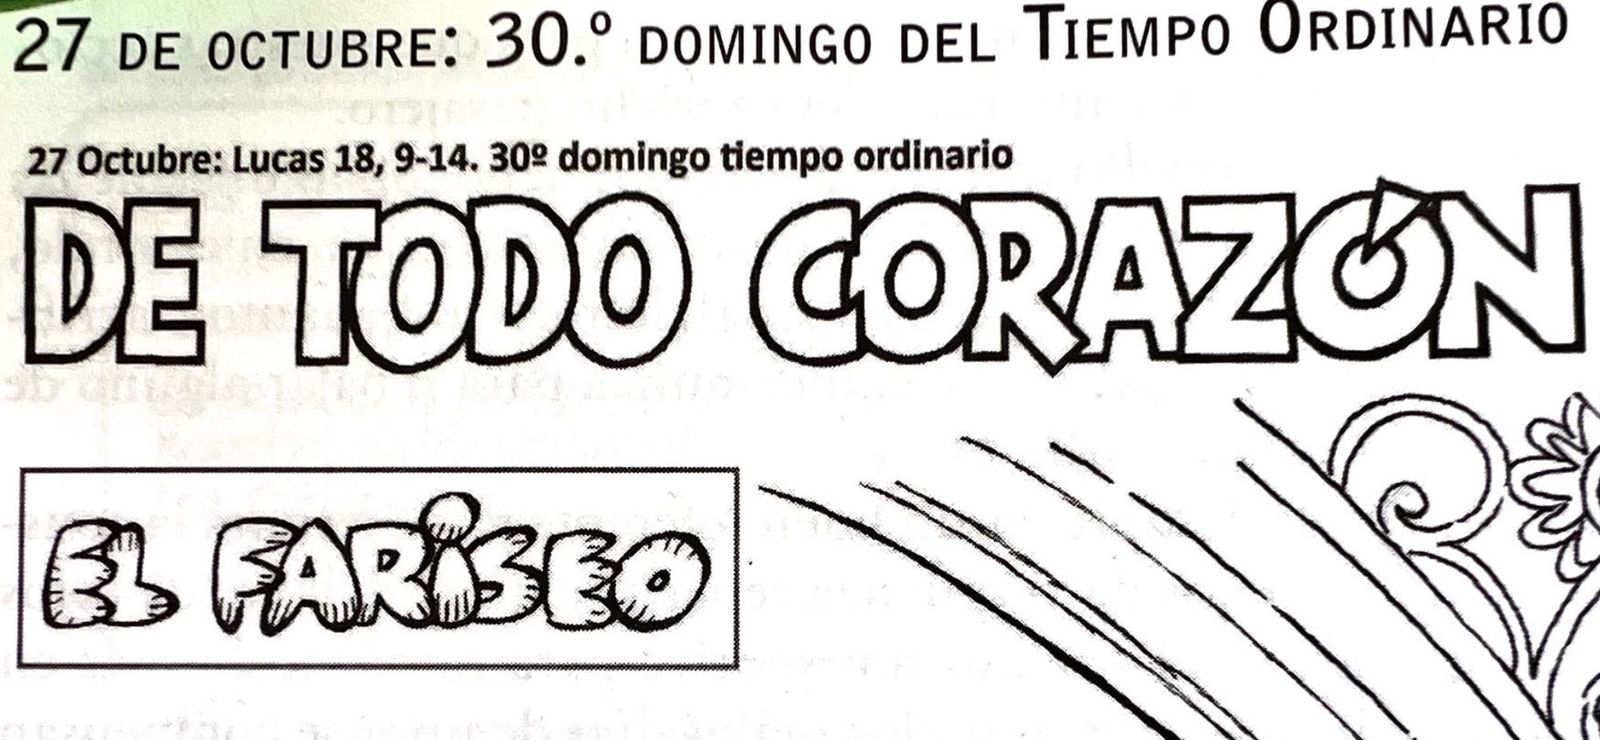 27 DE OCTUBRE: 30.º DOMINGO DEL TIEMPO ORDINARIO
27 Octubre: Lucas 18, 9-14. 30º domingo tiempo ordinario
DE TODO CORAZÓN
EL FARiSEO